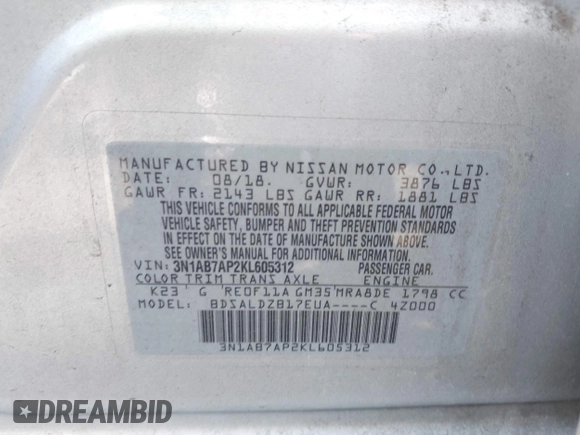 MANUFACTURED BY NISSAN MOTOR CO., LTD.
DATE: 08/18. GVWR: 3876 LBS
GAWR FR: 2143 LBS GAWR RR: 1881 LBS
THIS VEHICLE CONFORMS TO ALL APPLICABLE FEDERAL MOTOR
VEHICLE SAFETY, BUMPER AND THEFT PREVENTION STANDARDS
IN EFFECT ON THE DATE OF MANUFACTURE SHOWN ABOVE.
SEE OWNER'S MANUAL FOR ADDITIONAL INFORMATION.
VIN: 3N1AB7AP2KL605312 PASSENGER CAR.
COLOR TRIM TRANS AXLE ENGINE
K23 G RE0F11A GM35 MRA8DE 1798 CC
MODEL: BDSALDZB17EUA----C 4Z000
3N1AB7AP2KL605312
DREAMBID